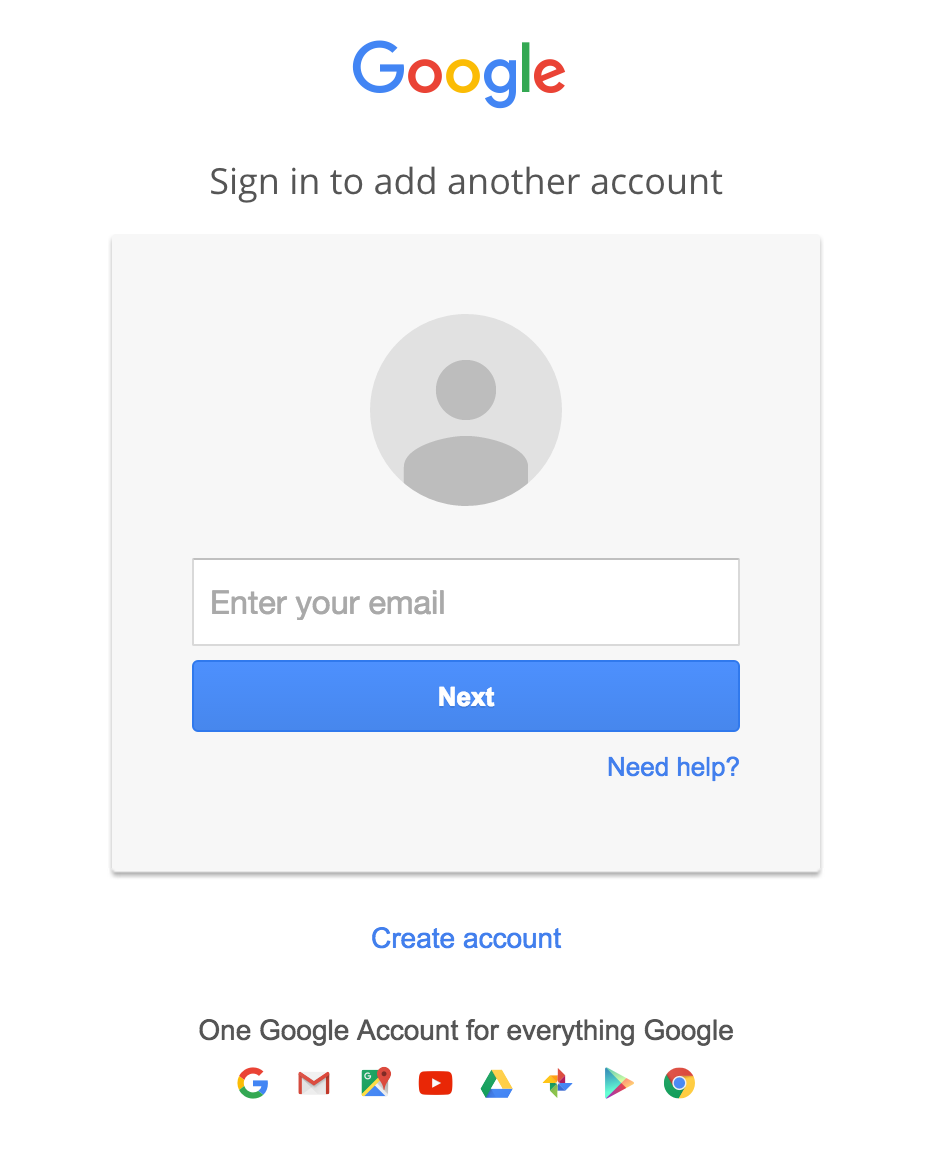 Google
Sign in to add another account
Enter your email
Next
Need help?
Create account
One Google Account for everything Google